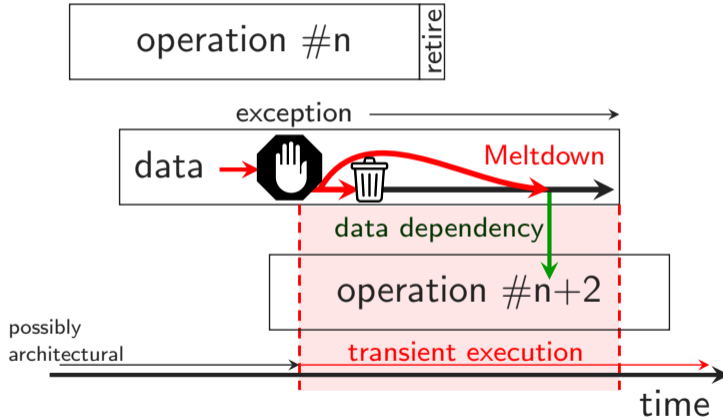 operation #n
retire
exception
data
Meltdown
data dependency
operation #n+2
possibly
architectural
transient execution
time